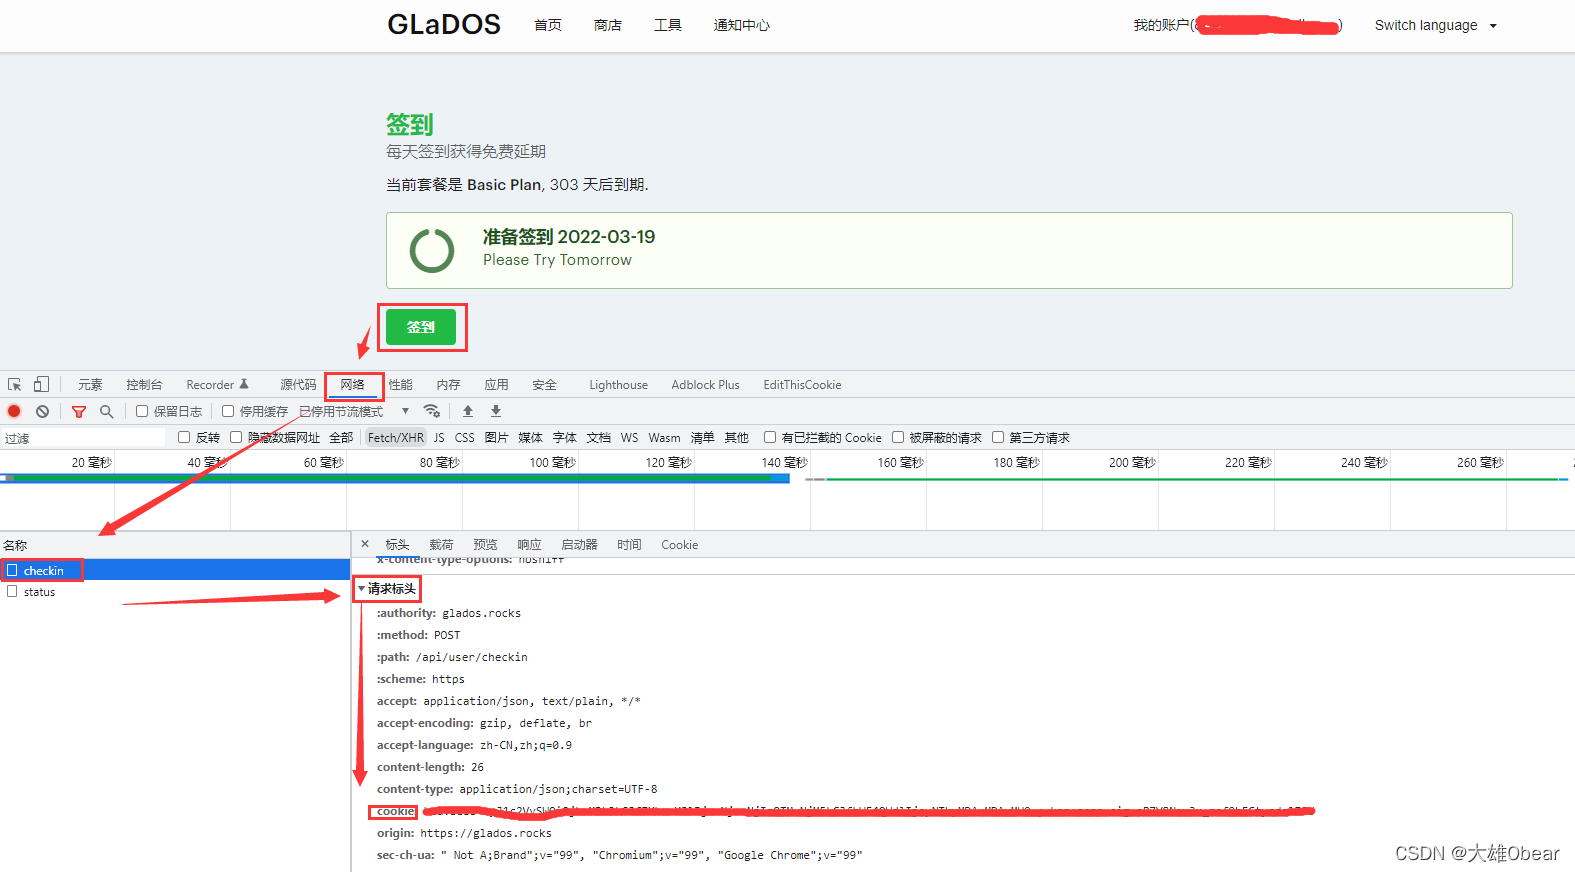 GLaDOS 首页 商店 工具 通知中心 我的账户( ) Switch language
签到
每天签到获得免费延期
当前套餐是 Basic Plan, 303 天后到期.
准备签到 2022-03-19
Please Try Tomorrow
签到
元素 控制台 Recorder 源代码 网络 性能 内存 应用 安全 Lighthouse Adblock Plus EditThisCookie
保留日志 停用缓存 已停用节流模式
过滤 反转 隐藏数据网址 全部 Fetch/XHR JS CSS 图片 媒体 字体 文档 WS Wasm 清单 其他 有已拦截的 Cookie 被屏蔽的请求 第三方请求
20 毫秒 40 毫秒 60 毫秒 80 毫秒 100 毫秒 120 毫秒 140 毫秒 160 毫秒 180 毫秒 200 毫秒 220 毫秒 240 毫秒 260 毫秒
名称 × 标头 载荷 预览 响应 启动器 时间 Cookie
x-content-type-options: nosniff
checkin
status
请求标头
:authority: glados.rocks
:method: POST
:path: /api/user/checkin
:scheme: https
accept: application/json, text/plain, */*
accept-encoding: gzip, deflate, br
accept-language: zh-CN,zh;q=0.9
content-length: 26
content-type: application/json;charset=UTF-8
cookie
origin: https://glados.rocks
sec-ch-ua: " Not A;Brand";v="99", "Chromium";v="99", "Google Chrome";v="99"
CSDN @大雄Obear